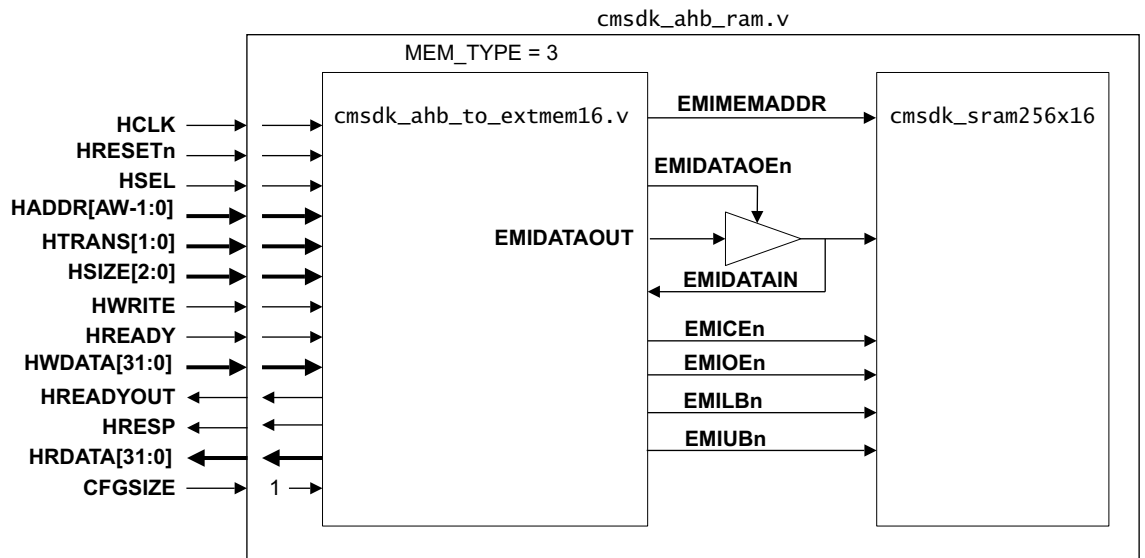 cmsdk_ahb_ram.v
MEM_TYPE = 3
cmsdk_ahb_to_extmem16.v
cmsdk_sram256x16
HCLK
HRESETn
HSEL
HADDR[AW-1:0]
HTRANS[1:0]
HSIZE[2:0]
HWRITE
HREADY
HWDATA[31:0]
HREADYOUT
HRESP
HRDATA[31:0]
CFGSIZE
1
EMIMEMADDR
EMIDATAOEn
EMIDATAOUT
EMIDATAIN
EMICEn
EMIOEn
EMILBn
EMIUBn